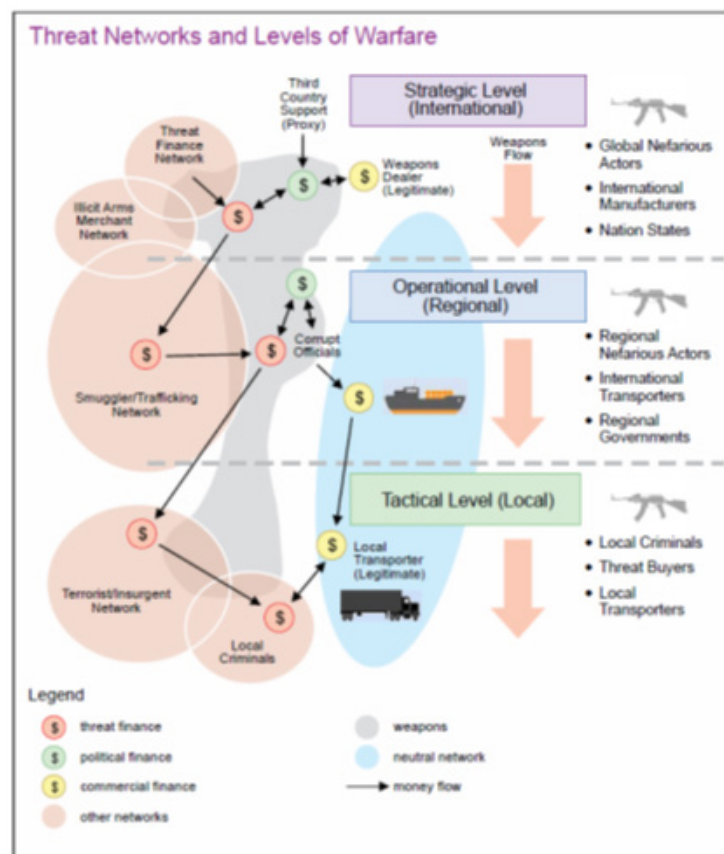 Threat Networks and Levels of Warfare
Third
Country
Support
(Proxy)
Strategic Level
(International)
Threat
Finance
Network
$
$
Weapons
Dealer
(Legitimate)
Weapons
Flow
• Global Nefarious
Actors
• International
Manufacturers
• Nation States
Illicit Arms
Merchant
Network
$
$
Operational Level
(Regional)
$
$
Corrupt
Officials
Smuggler/Trafficking
Network
$
• Regional
Nefarious Actors
• International
Transporters
• Regional
Governments
Tactical Level (Local)
$
$
Local
Transporter
(Legitimate)
Terrorist/Insurgent
Network
$
Local
Criminals
• Local Criminals
• Threat Buyers
• Local
Transporters
Legend
$ threat finance
$ political finance
$ commercial finance
other networks
weapons
neutral network
money flow